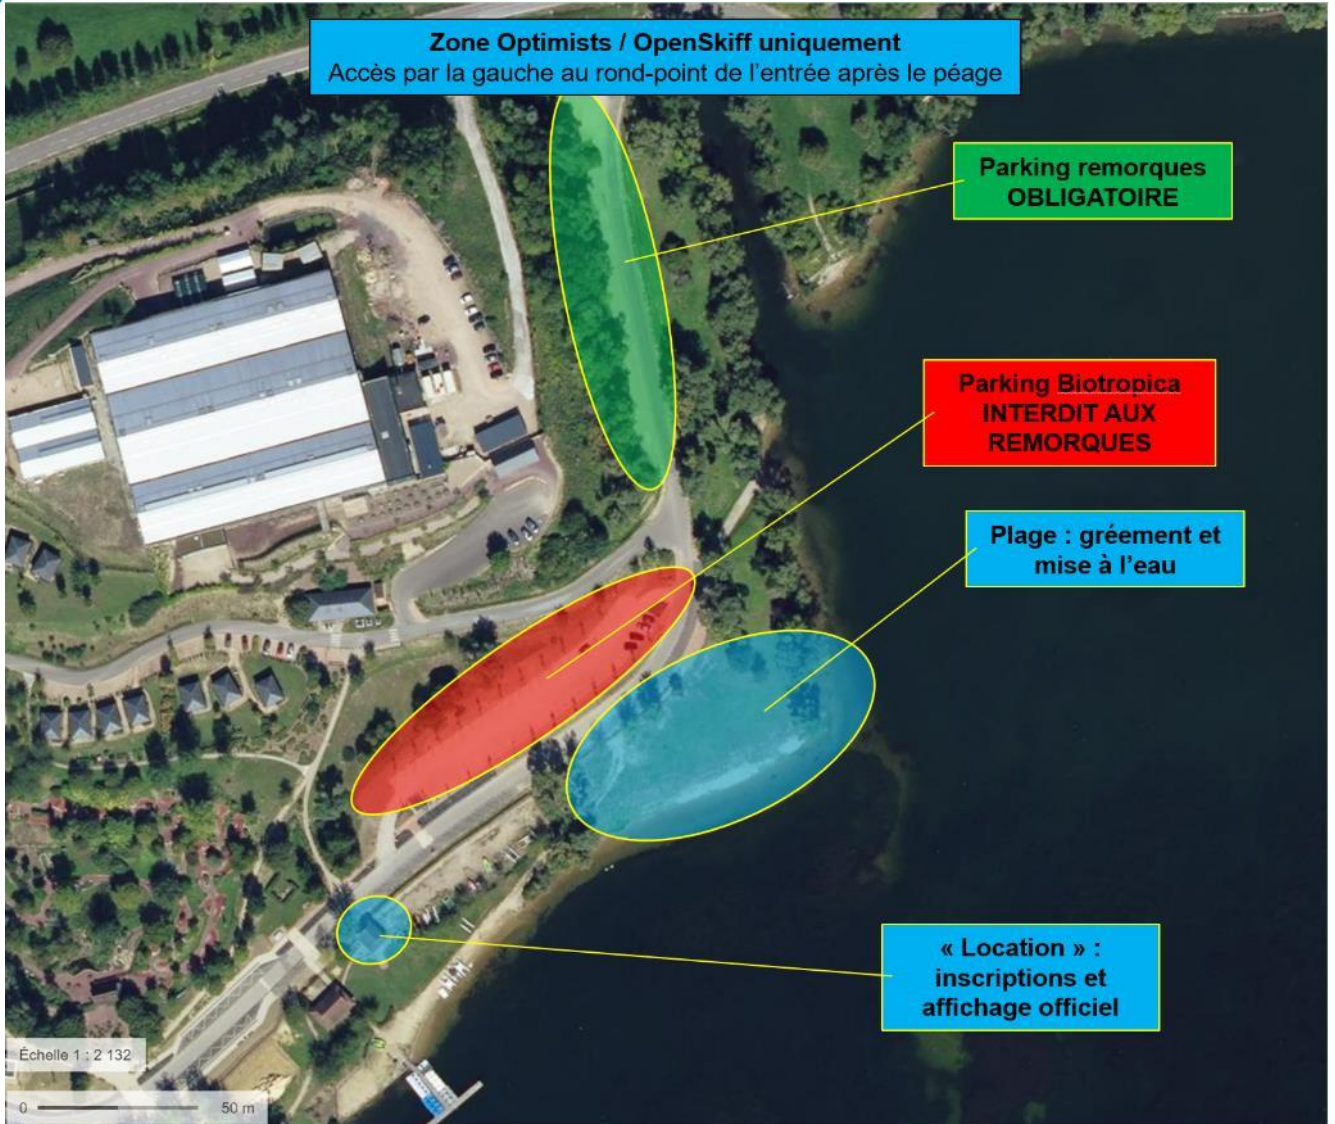 Zone Optimists / OpenSkiff uniquement
Accès par la gauche au rond-point de l'entrée après le péage
Parking remorques
OBLIGATOIRE
Parking Biotropica
INTERDIT AUX
REMORQUES
Plage : gréement et
mise à l'eau
« Location » :
inscriptions et
affichage officiel
Échelle 1 : 2 132
0 50 m